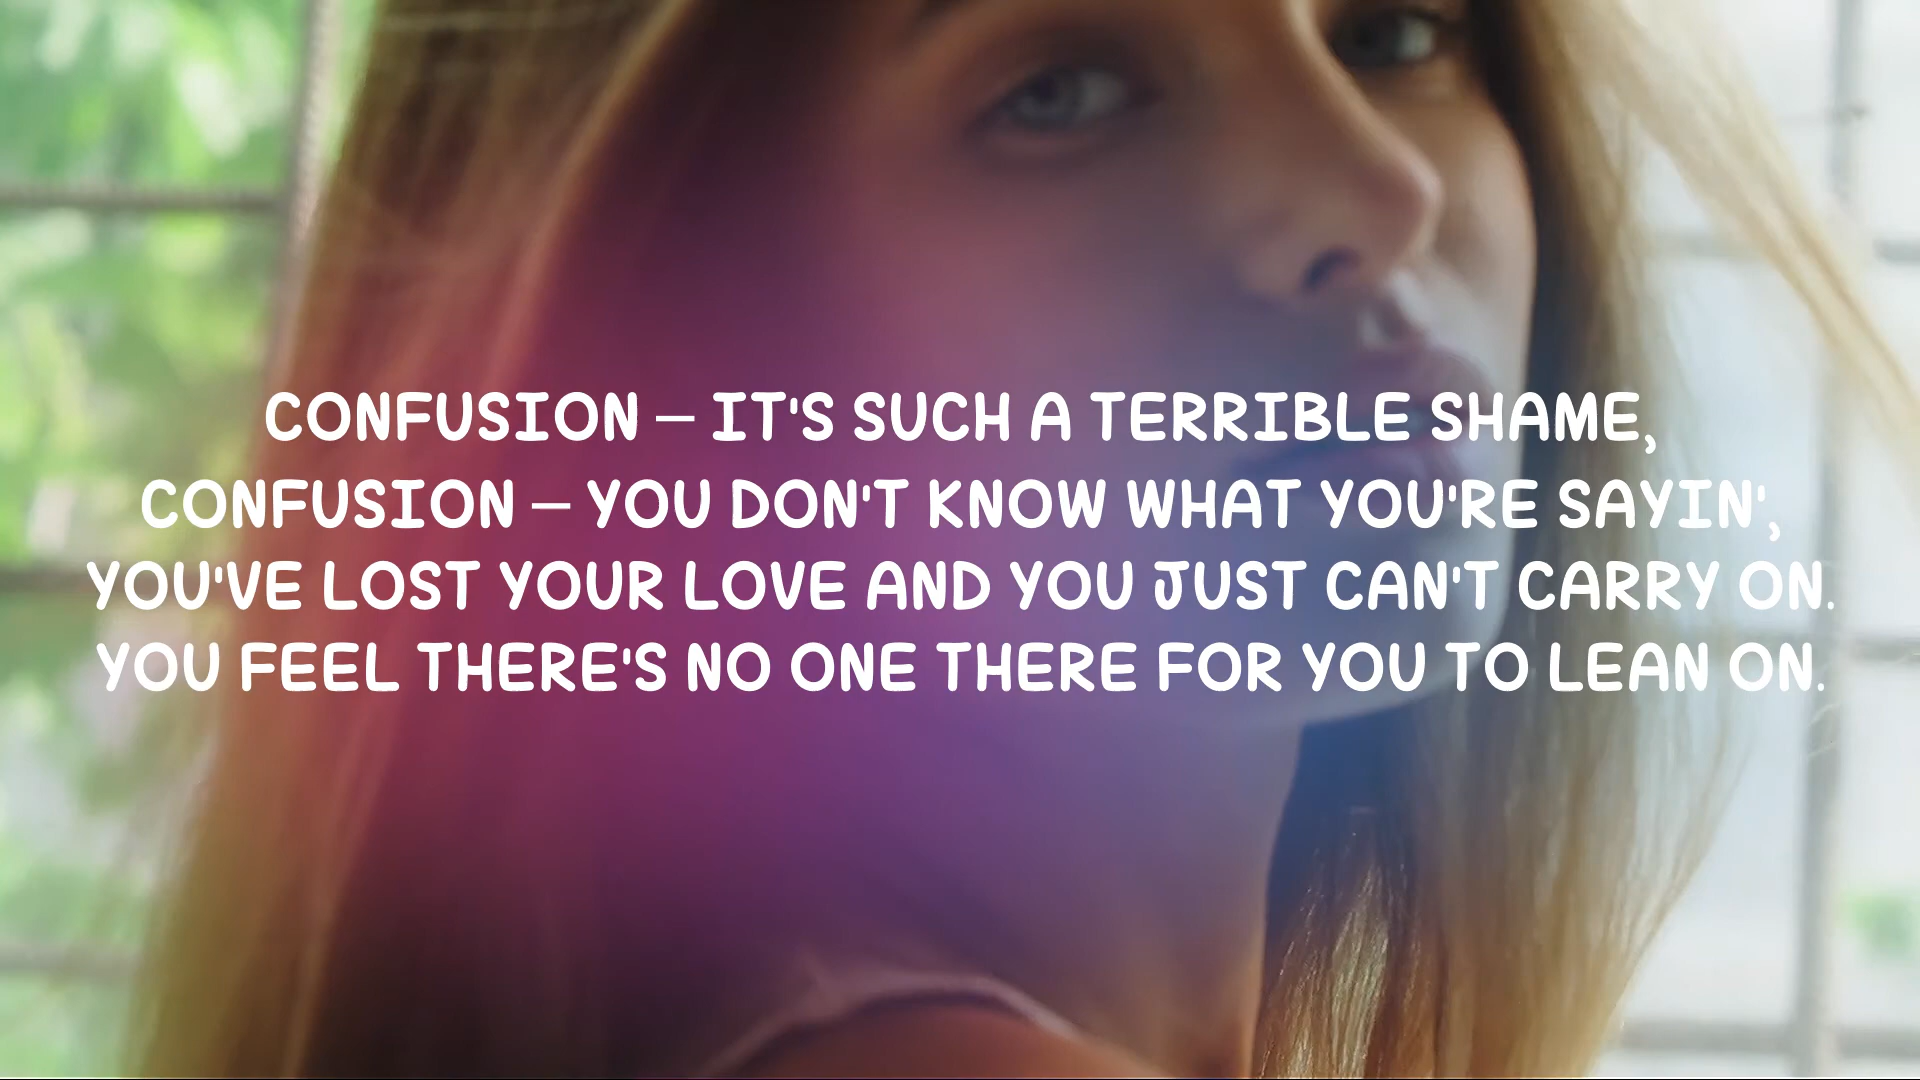 CONFUSION – IT'S SUCH A TERRIBLE SHAME,
CONFUSION – YOU DON'T KNOW WHAT YOU'RE SAYIN',
YOU'VE LOST YOUR LOVE AND YOU JUST CAN'T CARRY ON.
YOU FEEL THERE'S NO ONE THERE FOR YOU TO LEAN ON.